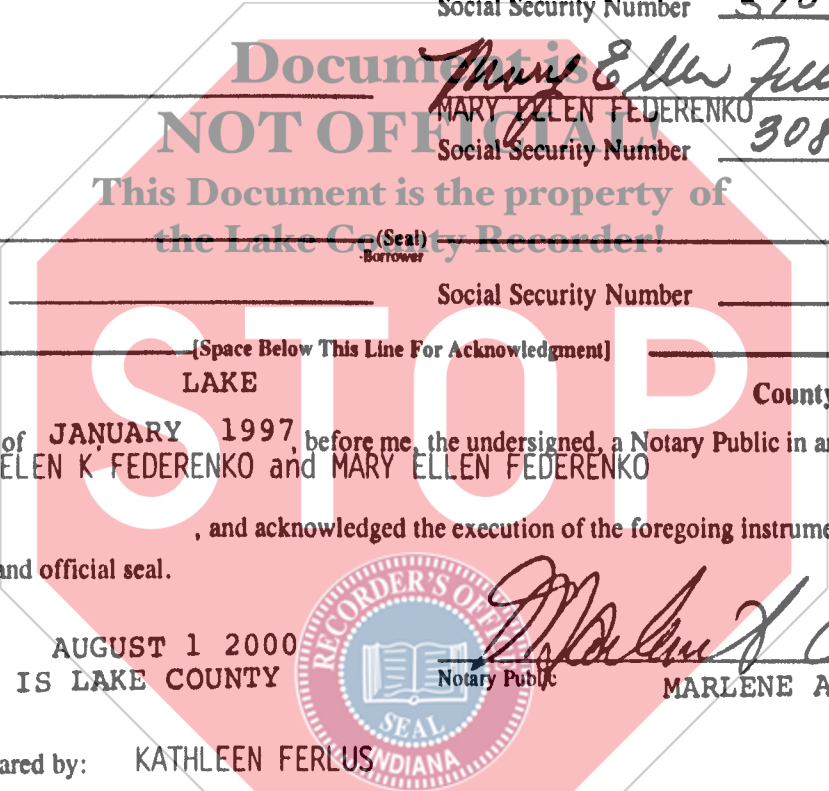 Social Security Number
Document is
Mary Ellen
MARY ELLEN FEDERENKO
NOT OFFICIAL!
Social Security Number 308
This Document is the property of
the Lake County Recorder!
(Seal)
-Borrower
Social Security Number
STOP
[Space Below This Line For Acknowledgment]
LAKE
County
of JANUARY 1997, before me, the undersigned, a Notary Public in
ELEN K FEDERENKO and MARY ELLEN FEDERENKO
, and acknowledged the execution of the foregoing instrume
and official seal.
RECORDER'S OFF
AUGUST 1 2000
IS LAKE COUNTY
Notary Public
MARLENE A
SEAL
INDIANA
ared by: KATHLEEN FERLUS